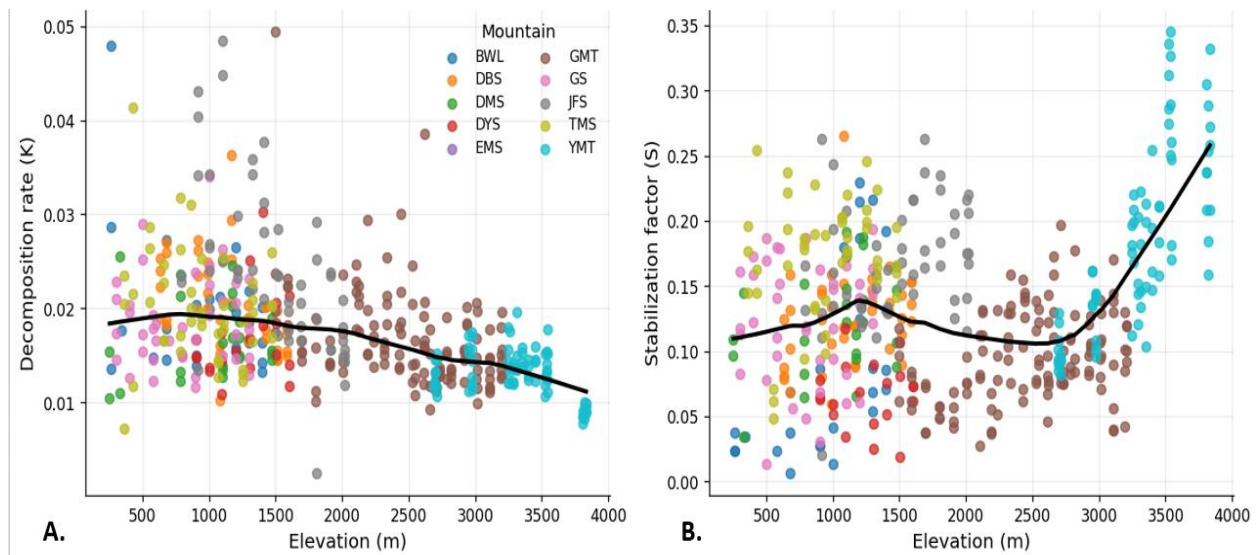 0.05
0.04
0.03
0.02
0.01
Decomposition rate (K)
Mountain
BWL GMT
DBS GS
DMS JFS
DYS TMS
EMS YMT
500 1000 1500 2000 2500 3000 3500 4000
Elevation (m)
A.
0.35
0.30
0.25
0.20
0.15
0.10
0.05
0.00
Stabilization factor (S)
500 1000 1500 2000 2500 3000 3500 4000
Elevation (m)
B.